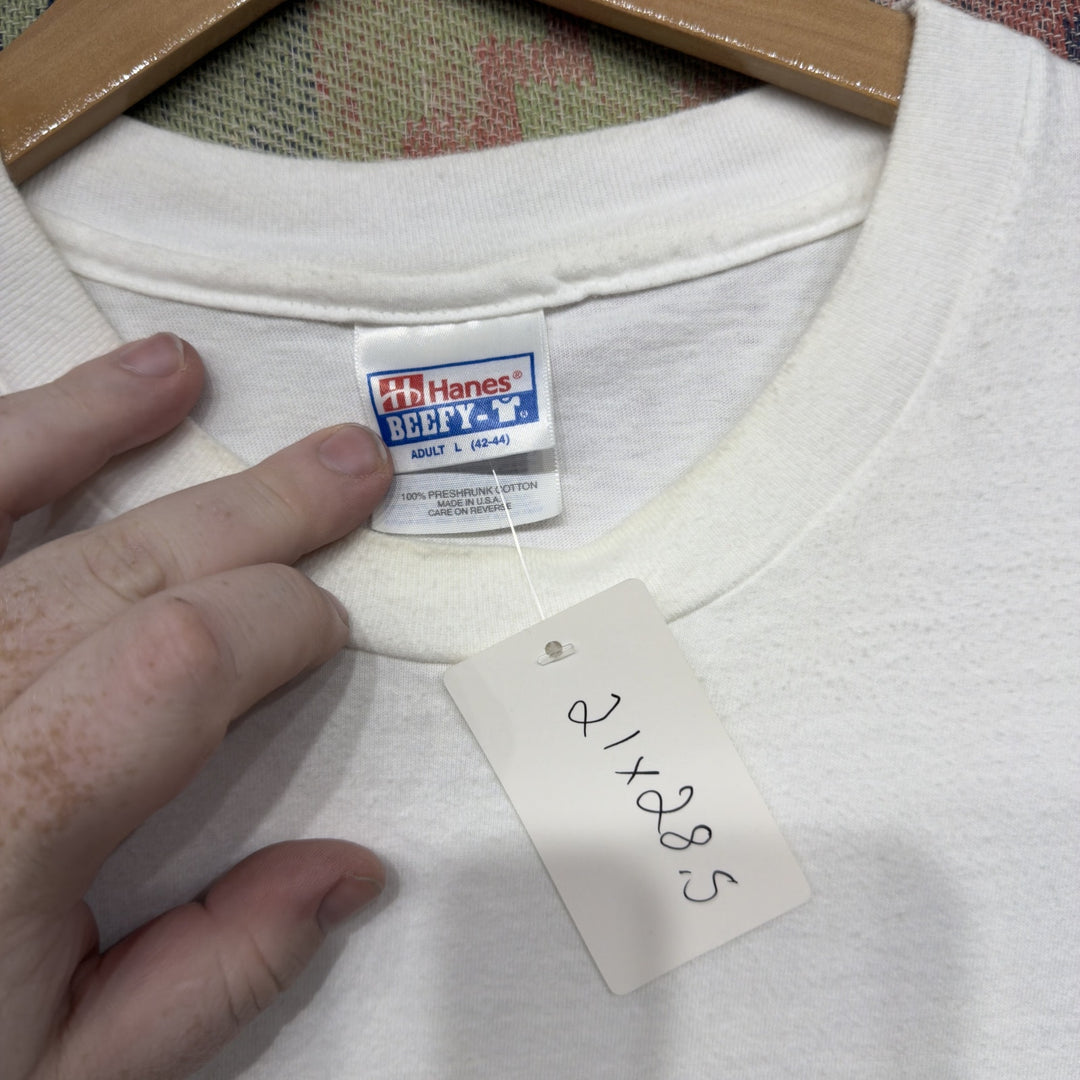 Hanes®
BEEFY-T
ADULT L (42-44)
100% PRESHRUNK COTTON
MADE IN U.S.A.
CARE ON REVERSE
21x28.5